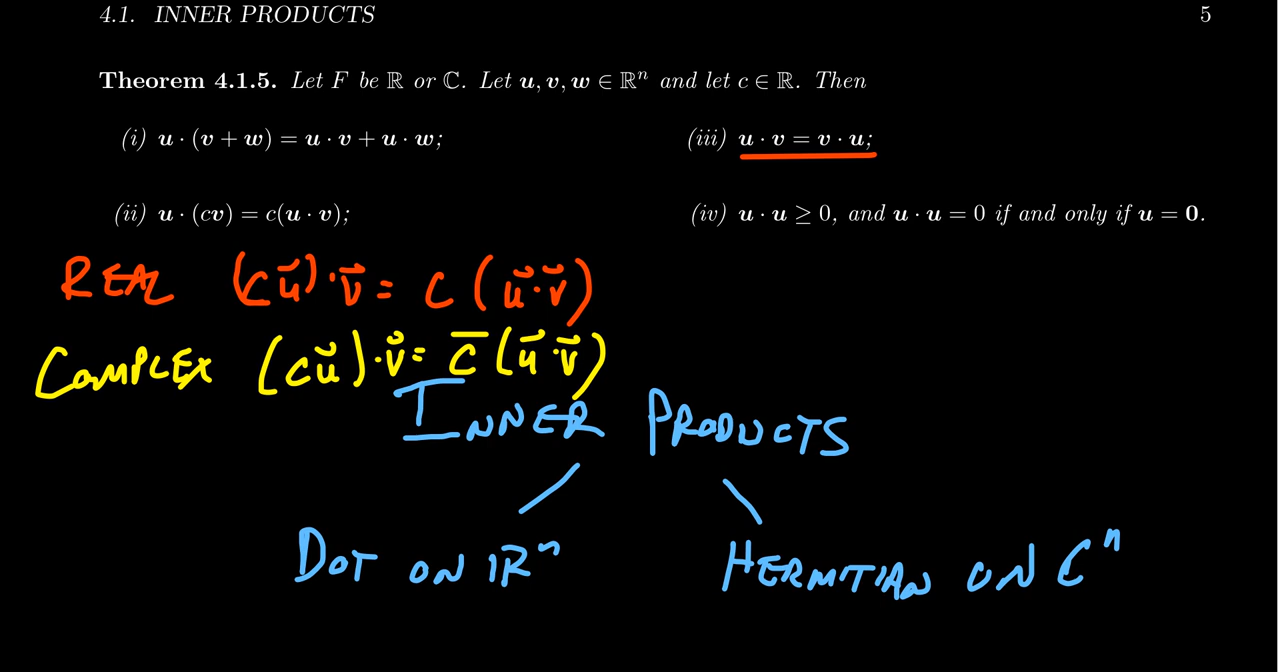 4.1. INNER PRODUCTS 5
Theorem 4.1.5. Let F be ℝ or ℂ. Let u, v, w ∈ ℝⁿ and let c ∈ ℝ. Then
(i) u · (v + w) = u · v + u · w;
(iii) u · v = v · u;
(ii) u · (cv) = c(u · v);
(iv) u · u ≥ 0, and u · u = 0 if and only if u = 0.
REAL (cu⃗)·v⃗ = c(u⃗·v⃗)
COMPLEX (cu⃗)·v⃗ = c̄(u⃗·v⃗)
INNER PRODUCTS
DOT ON ℝⁿ
HERMITIAN ON ℂⁿ